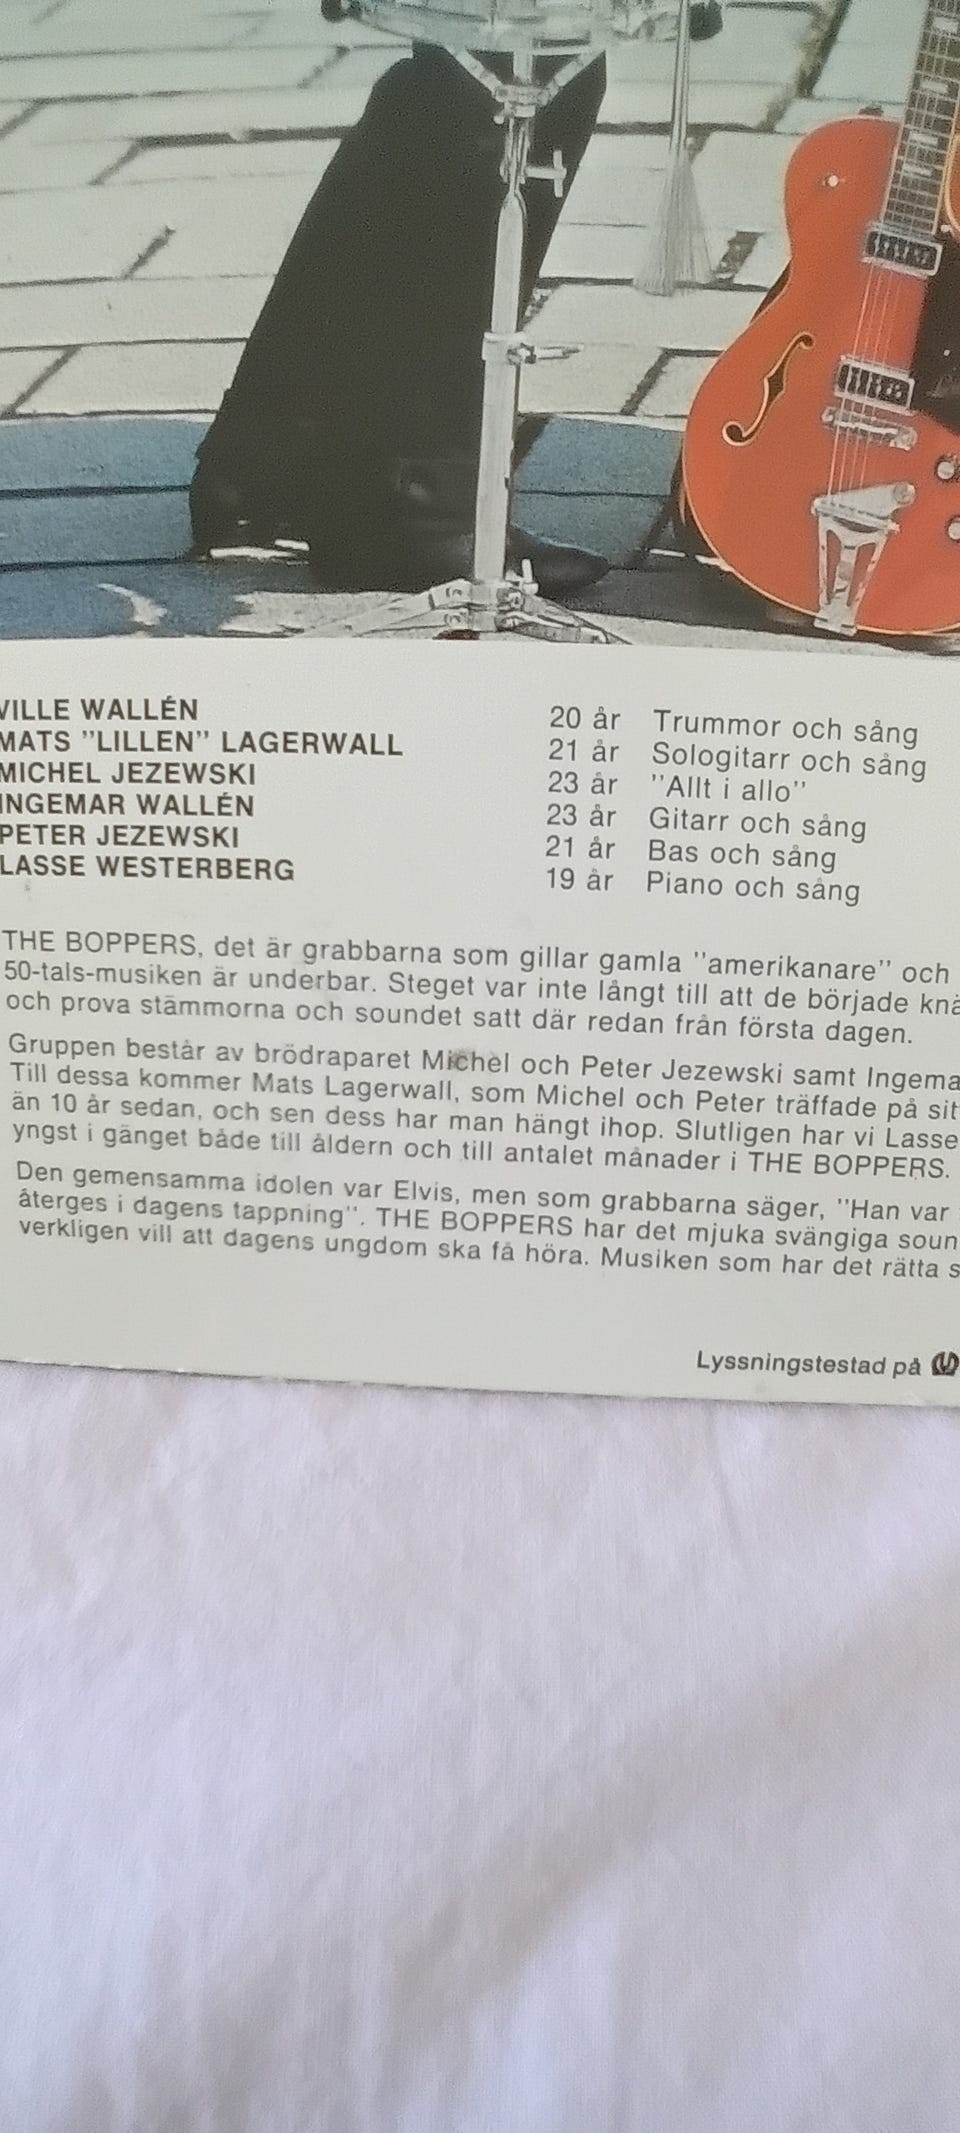 VILLE WALLÉN 20 år Trummor och sång
MATS "LILLEN" LAGERWALL 21 år Sologitarr och sång
MICHEL JEZEWSKI 23 år "Allt i allo"
INGEMAR WALLÉN 23 år Gitarr och sång
PETER JEZEWSKI 21 år Bas och sång
LASSE WESTERBERG 19 år Piano och sång
THE BOPPERS, det är grabbarna som gillar gamla "amerikanare" och
50-tals-musiken är underbar. Steget var inte långt till att de började knä
och prova stämmorna och soundet satt där redan från första dagen.
Gruppen består av brödraparet Michel och Peter Jezewski samt Ingema
Till dessa kommer Mats Lagerwall, som Michel och Peter träffade på sit
än 10 år sedan, och sen dess har man hängt ihop. Slutligen har vi Lasse
yngst i gänget både till åldern och till antalet månader i THE BOPPERS.
Den gemensamma idolen var Elvis, men som grabbarna säger, "Han var
återges i dagens tappning". THE BOPPERS har det mjuka svängiga soun
verkligen vill att dagens ungdom ska få höra. Musiken som har det rätta s
Lyssningstestad på